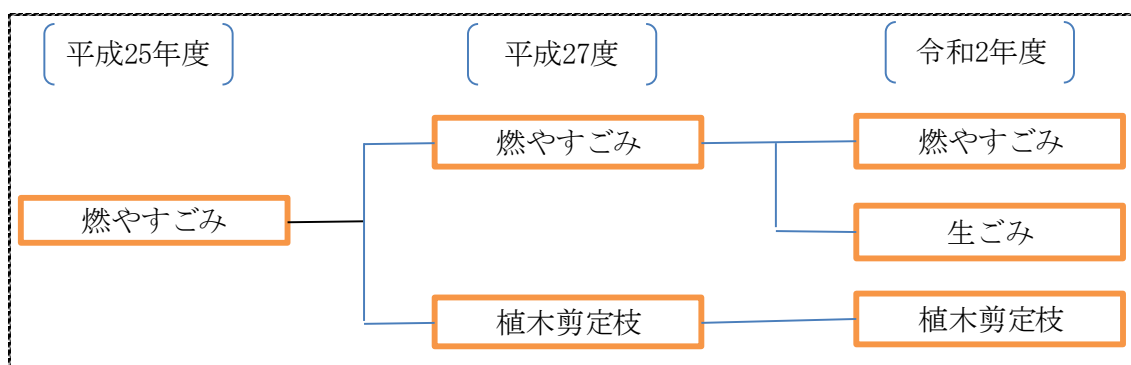 平成25年度
平成27度
令和2年度
燃やすごみ
燃やすごみ
燃やすごみ
生ごみ
植木剪定枝
植木剪定枝